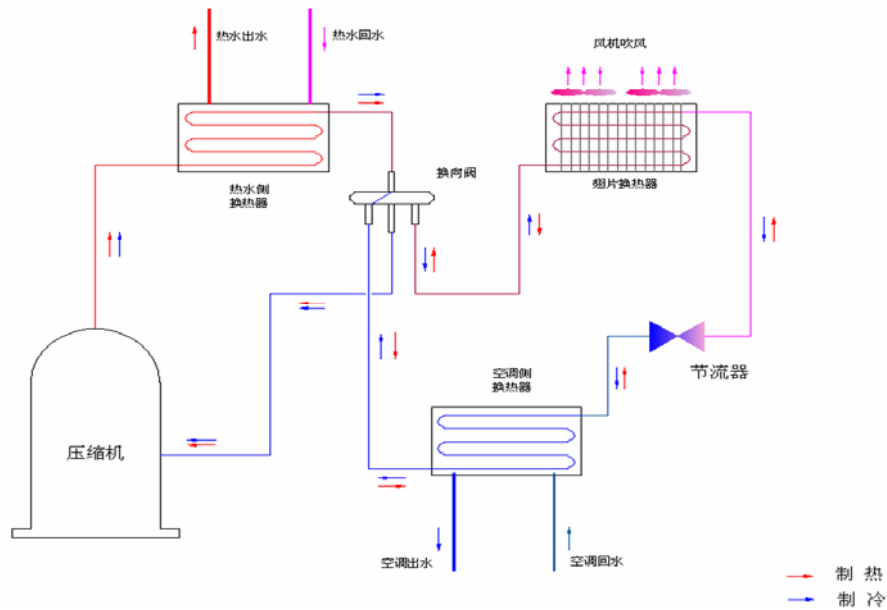 热水出水
热水回水
风机吹风
换向阀
热水侧
换热器
翅片换热器
节流器
空调侧
换热器
压缩机
空调出水
空调回水
制 热
制 冷